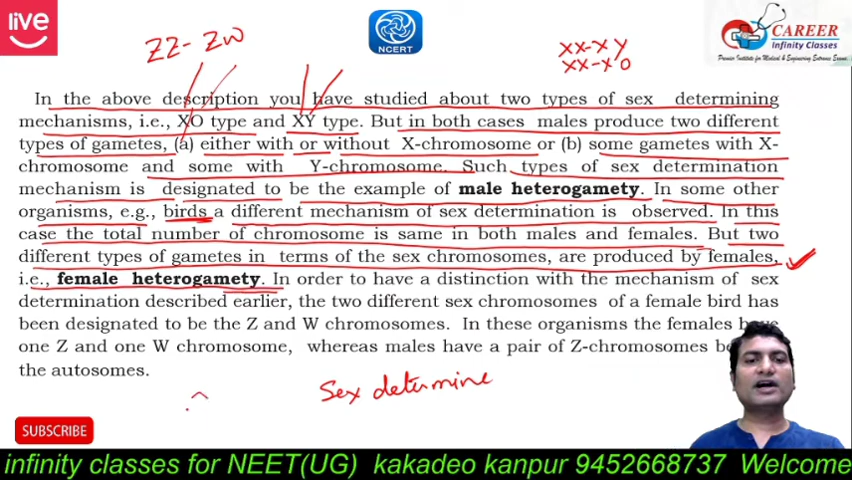 live
NCERT
CAREER
Infinity Classes
Premier Institute for Medical & Engineering Entrance Exam
ZZ- ZW
XX-XY
XX-XO
In the above description you have studied about two types of sex determining
mechanisms, i.e., XO type and XY type. But in both cases males produce two different
types of gametes, (a) either with or without X-chromosome or (b) some gametes with X-
chromosome and some with Y-chromosome. Such types of sex determination
mechanism is designated to be the example of male heterogamety. In some other
organisms, e.g., birds a different mechanism of sex determination is observed. In this
case the total number of chromosome is same in both males and females. But two
different types of gametes in terms of the sex chromosomes, are produced by females,
i.e., female heterogamety. In order to have a distinction with the mechanism of sex
determination described earlier, the two different sex chromosomes of a female bird has
been designated to be the Z and W chromosomes. In these organisms the females
one Z and one W chromosome, whereas males have a pair of Z-chromosomes
the autosomes.
Sex determine
SUBSCRIBE
infinity classes for NEET(UG) kakadeo kanpur 9452668737 Welcome